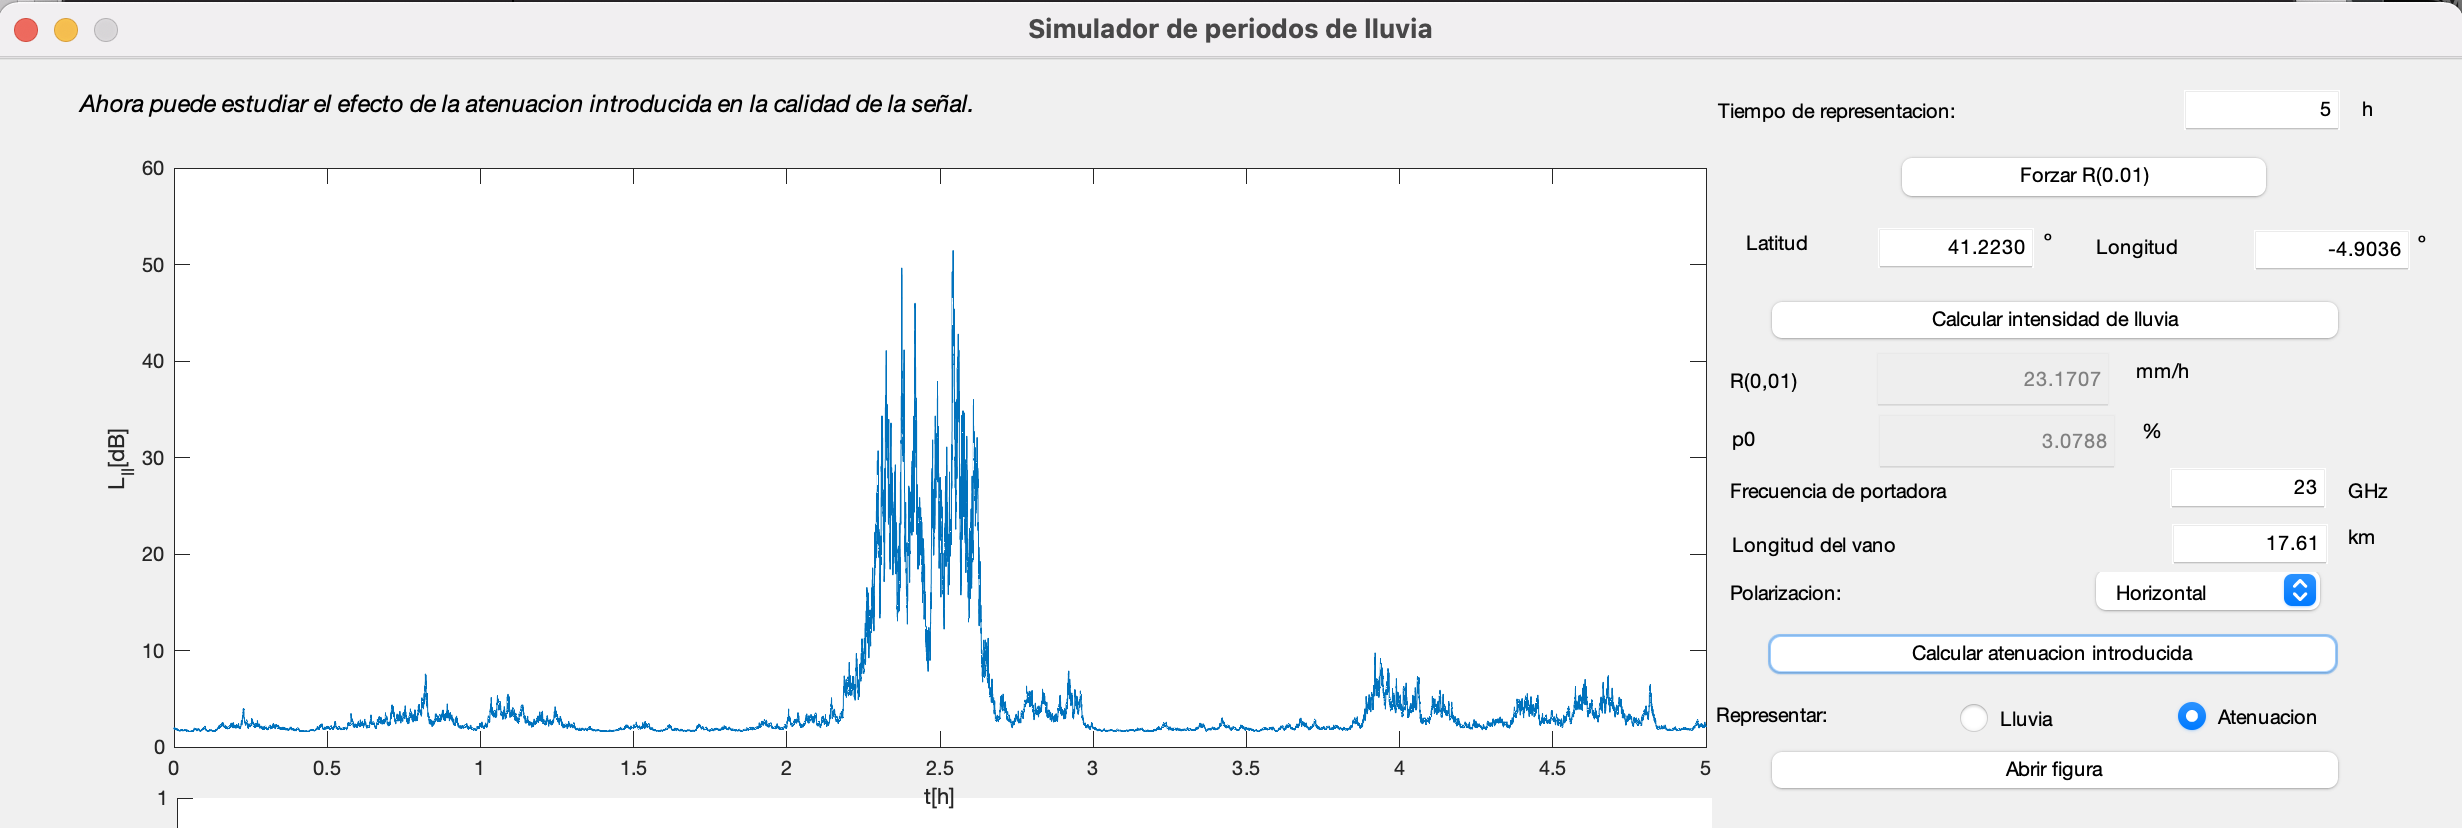 Simulador de periodos de lluvia
Ahora puede estudiar el efecto de la atenuacion introducida en la calidad de la señal.
Tiempo de representacion: 5 h
Forzar R(0.01)
Latitud 41.2230 º Longitud -4.9036 º
Calcular intensidad de lluvia
R(0,01) 23.1707 mm/h
p0 3.0788 %
Frecuencia de portadora 23 GHz
Longitud del vano 17.61 km
Polarizacion: Horizontal
Calcular atenuacion introducida
Representar: Lluvia Atenuacion
Abrir figura
60
50
40
30
20
10
0
L||[dB]
0 0.5 1 1.5 2 2.5 3 3.5 4 4.5 5
t[h]
1